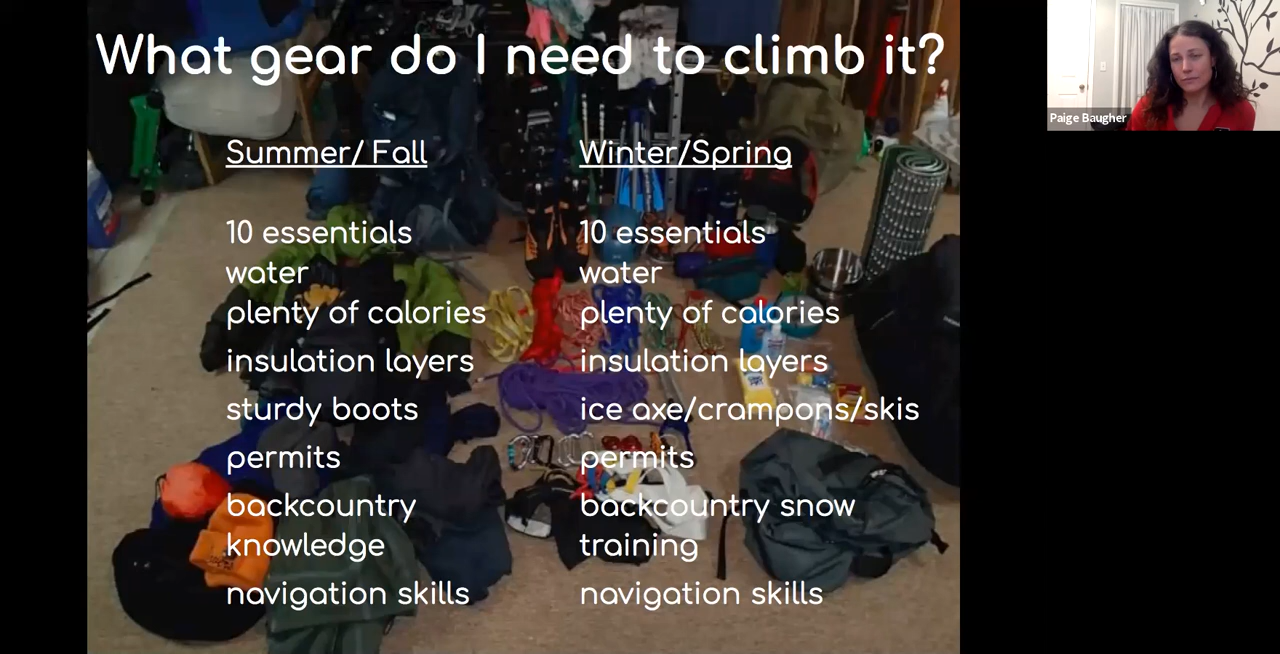 What gear do I need to climb it?
Summer/ Fall
10 essentials
water
plenty of calories
insulation layers
sturdy boots
permits
backcountry
knowledge
navigation skills
Winter/Spring
10 essentials
water
plenty of calories
insulation layers
ice axe/crampons/skis
permits
backcountry snow
training
navigation skills
Paige Baugher